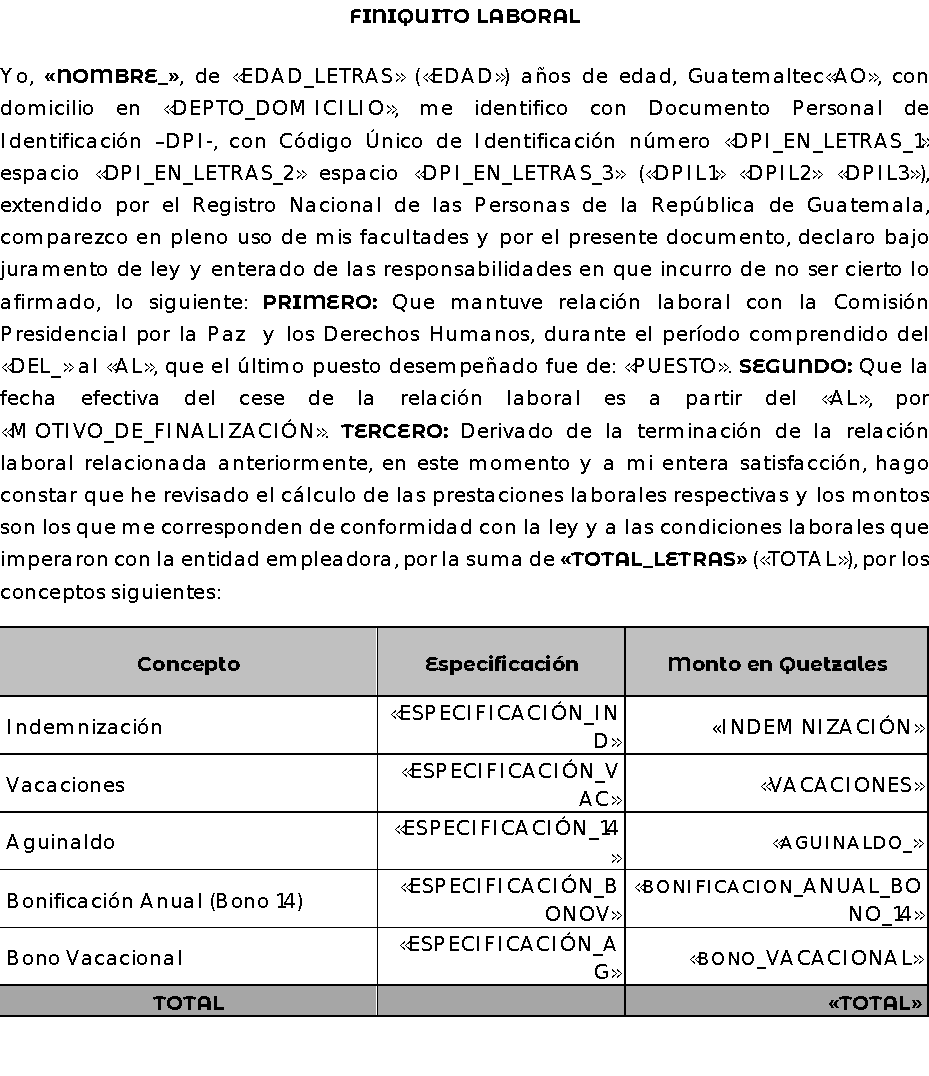 FINIQUITO LABORAL
Yo, «NOMBRE_», de «EDAD_LETRAS» («EDAD») años de edad, Guatemaltec«AO», con
domicilio en «DEPTO_DOMICILIO», me identifico con Documento Personal de
Identificación –DPI-, con Código Único de Identificación número «DPI_EN_LETRAS_1»
espacio «DPI_EN_LETRAS_2» espacio «DPI_EN_LETRAS_3» («DPIL1» «DPIL2» «DPIL3»),
extendido por el Registro Nacional de las Personas de la República de Guatemala,
comparezco en pleno uso de mis facultades y por el presente documento, declaro bajo
juramento de ley y enterado de las responsabilidades en que incurro de no ser cierto lo
afirmado, lo siguiente: PRIMERO: Que mantuve relación laboral con la Comisión
Presidencial por la Paz y los Derechos Humanos, durante el período comprendido del
«DEL_» al «AL», que el último puesto desempeñado fue de: «PUESTO». SEGUNDO: Que la
fecha efectiva del cese de la relación laboral es a partir del «AL», por
«MOTIVO_DE_FINALIZACIÓN». TERCERO: Derivado de la terminación de la relación
laboral relacionada anteriormente, en este momento y a mi entera satisfacción, hago
constar que he revisado el cálculo de las prestaciones laborales respectivas y los montos
son los que me corresponden de conformidad con la ley y a las condiciones laborales que
imperaron con la entidad empleadora, por la suma de «TOTAL_LETRAS» («TOTAL»), por los
conceptos siguientes:
Concepto Especificación Monto en Quetzales
Indemnización «ESPECIFICACIÓN_IN
D» «INDEMNIZACIÓN»
Vacaciones «ESPECIFICACIÓN_V
AC» «VACACIONES»
Aguinaldo «ESPECIFICACIÓN_14
» «AGUINALDO_»
Bonificación Anual (Bono 14) «ESPECIFICACIÓN_B
ONOV» «BONIFICACION_ANUAL_BO
NO_14»
Bono Vacacional «ESPECIFICACIÓN_A
G» «BONO_VACACIONAL»
TOTAL «TOTAL»